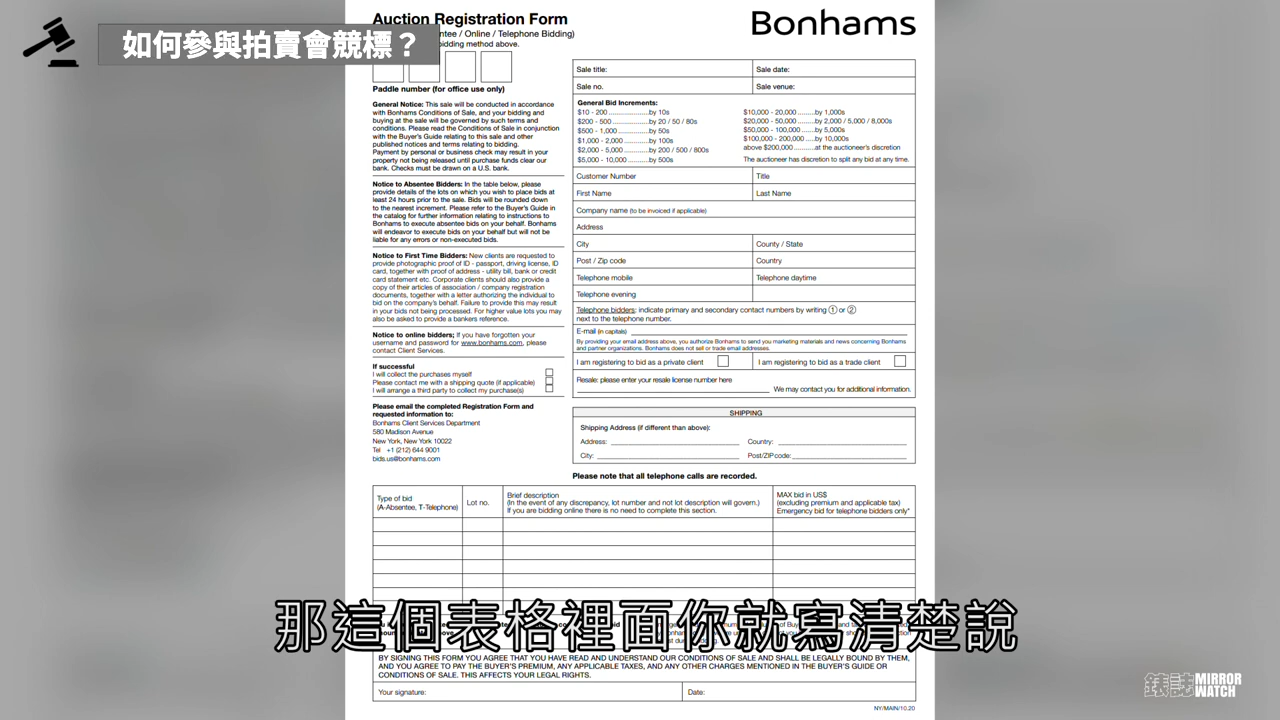 Auction Registration Form
Bonhams
如何參與拍賣會競標？
ntee / Online / Telephone Bidding)
bidding method above.
Paddle number (for office use only)
General Notice: This sale will be conducted in accordance
with Bonhams Conditions of Sale, and your bidding and
buying at the sale will be governed by such terms and
conditions. Please read the Conditions of Sale in conjunction
with the Buyer's Guide relating to this sale and other
published notices and terms relating to bidding.
Payment by personal or business check may result in your
property not being released until purchase funds clear our
bank. Checks must be drawn on a U.S. bank.
Notice to Absentee Bidders: In the table below, please
provide details of the lots on which you wish to place bids at
least 24 hours prior to the sale. Bids will be rounded down
to the nearest increment. Please refer to the Buyer's Guide in
the catalog for further information relating to instructions to
Bonhams to execute absentee bids on your behalf. Bonhams
will endeavor to execute bids on your behalf but will not be
liable for any errors or non-executed bids.
Notice to First Time Bidders: New clients are requested to
provide photographic proof of ID - passport, driving license, ID
card, together with proof of address - utility bill, bank or credit
card statement etc. Corporate clients should also provide a
copy of their articles of association / company registration
documents, together with a letter authorizing the individual to
bid on the company's behalf. Failure to provide this may result
in your bids not being processed. For higher value lots you may
also be asked to provide a bankers reference.
Notice to online bidders; If you have forgotten your
username and password for www.bonhams.com, please
contact Client Services.
If successful
I will collect the purchases myself
Please contact me with a shipping quote (if applicable)
I will arrange a third party to collect my purchase(s)
Please email the completed Registration Form and
requested information to:
Bonhams Client Services Department
580 Madison Avenue
New York, New York 10022
Tel +1 (212) 644 9001
bids.us@bonhams.com
Sale title: Sale date:
Sale no. Sale venue:
General Bid Increments:
$10 - 200 .....................by 10s
$200 - 500 ..................by 20 / 50 / 80s
$500 - 1,000 ...............by 50s
$1,000 - 2,000 ............by 100s
$2,000 - 5,000 ............by 200 / 500 / 800s
$5,000 - 10,000 ..........by 500s
$10,000 - 20,000 .........by 1,000s
$20,000 - 50,000 .........by 2,000 / 5,000 / 8,000s
$50,000 - 100,000 .......by 5,000s
$100,000 - 200,000 .....by 10,000s
above $200,000 ..........at the auctioneer's discretion
The auctioneer has discretion to split any bid at any time.
Customer Number Title
First Name Last Name
Company name (to be invoiced if applicable)
Address
City County / State
Post / Zip code Country
Telephone mobile Telephone daytime
Telephone evening
Telephone bidders: indicate primary and secondary contact numbers by writing ① or ②
next to the telephone number.
E-mail (in capitals)
By providing your email address above, you authorize Bonhams to send you marketing materials and news concerning Bonhams
and partner organizations. Bonhams does not sell or trade email addresses.
I am registering to bid as a private client I am registering to bid as a trade client
Resale: please enter your resale license number here
We may contact you for additional information.
SHIPPING
Shipping Address (if different than above):
Address: Country:
City: Post/ZIPcode:
Please note that all telephone calls are recorded.
Type of bid
(A-Absentee, T-Telephone)
Lot no.
Brief description
(In the event of any discrepancy, lot number and not lot description will govern.)
If you are bidding online there is no need to complete this section.
MAX bid in US$
(excluding premium and applicable tax)
Emergency bid for telephone bidders only*
那這個表格裡面你就寫清楚說
BY SIGNING THIS FORM YOU AGREE THAT YOU HAVE READ AND UNDERSTAND OUR CONDITIONS OF SALE AND SHALL BE LEGALLY BOUND BY THEM,
AND YOU AGREE TO PAY THE BUYER'S PREMIUM, ANY APPLICABLE TAXES, AND ANY OTHER CHARGES MENTIONED IN THE BUYER'S GUIDE OR
CONDITIONS OF SALE. THIS AFFECTS YOUR LEGAL RIGHTS.
Your signature: Date:
NY/MAIN/10.20
錶誌 MIRROR WATCH